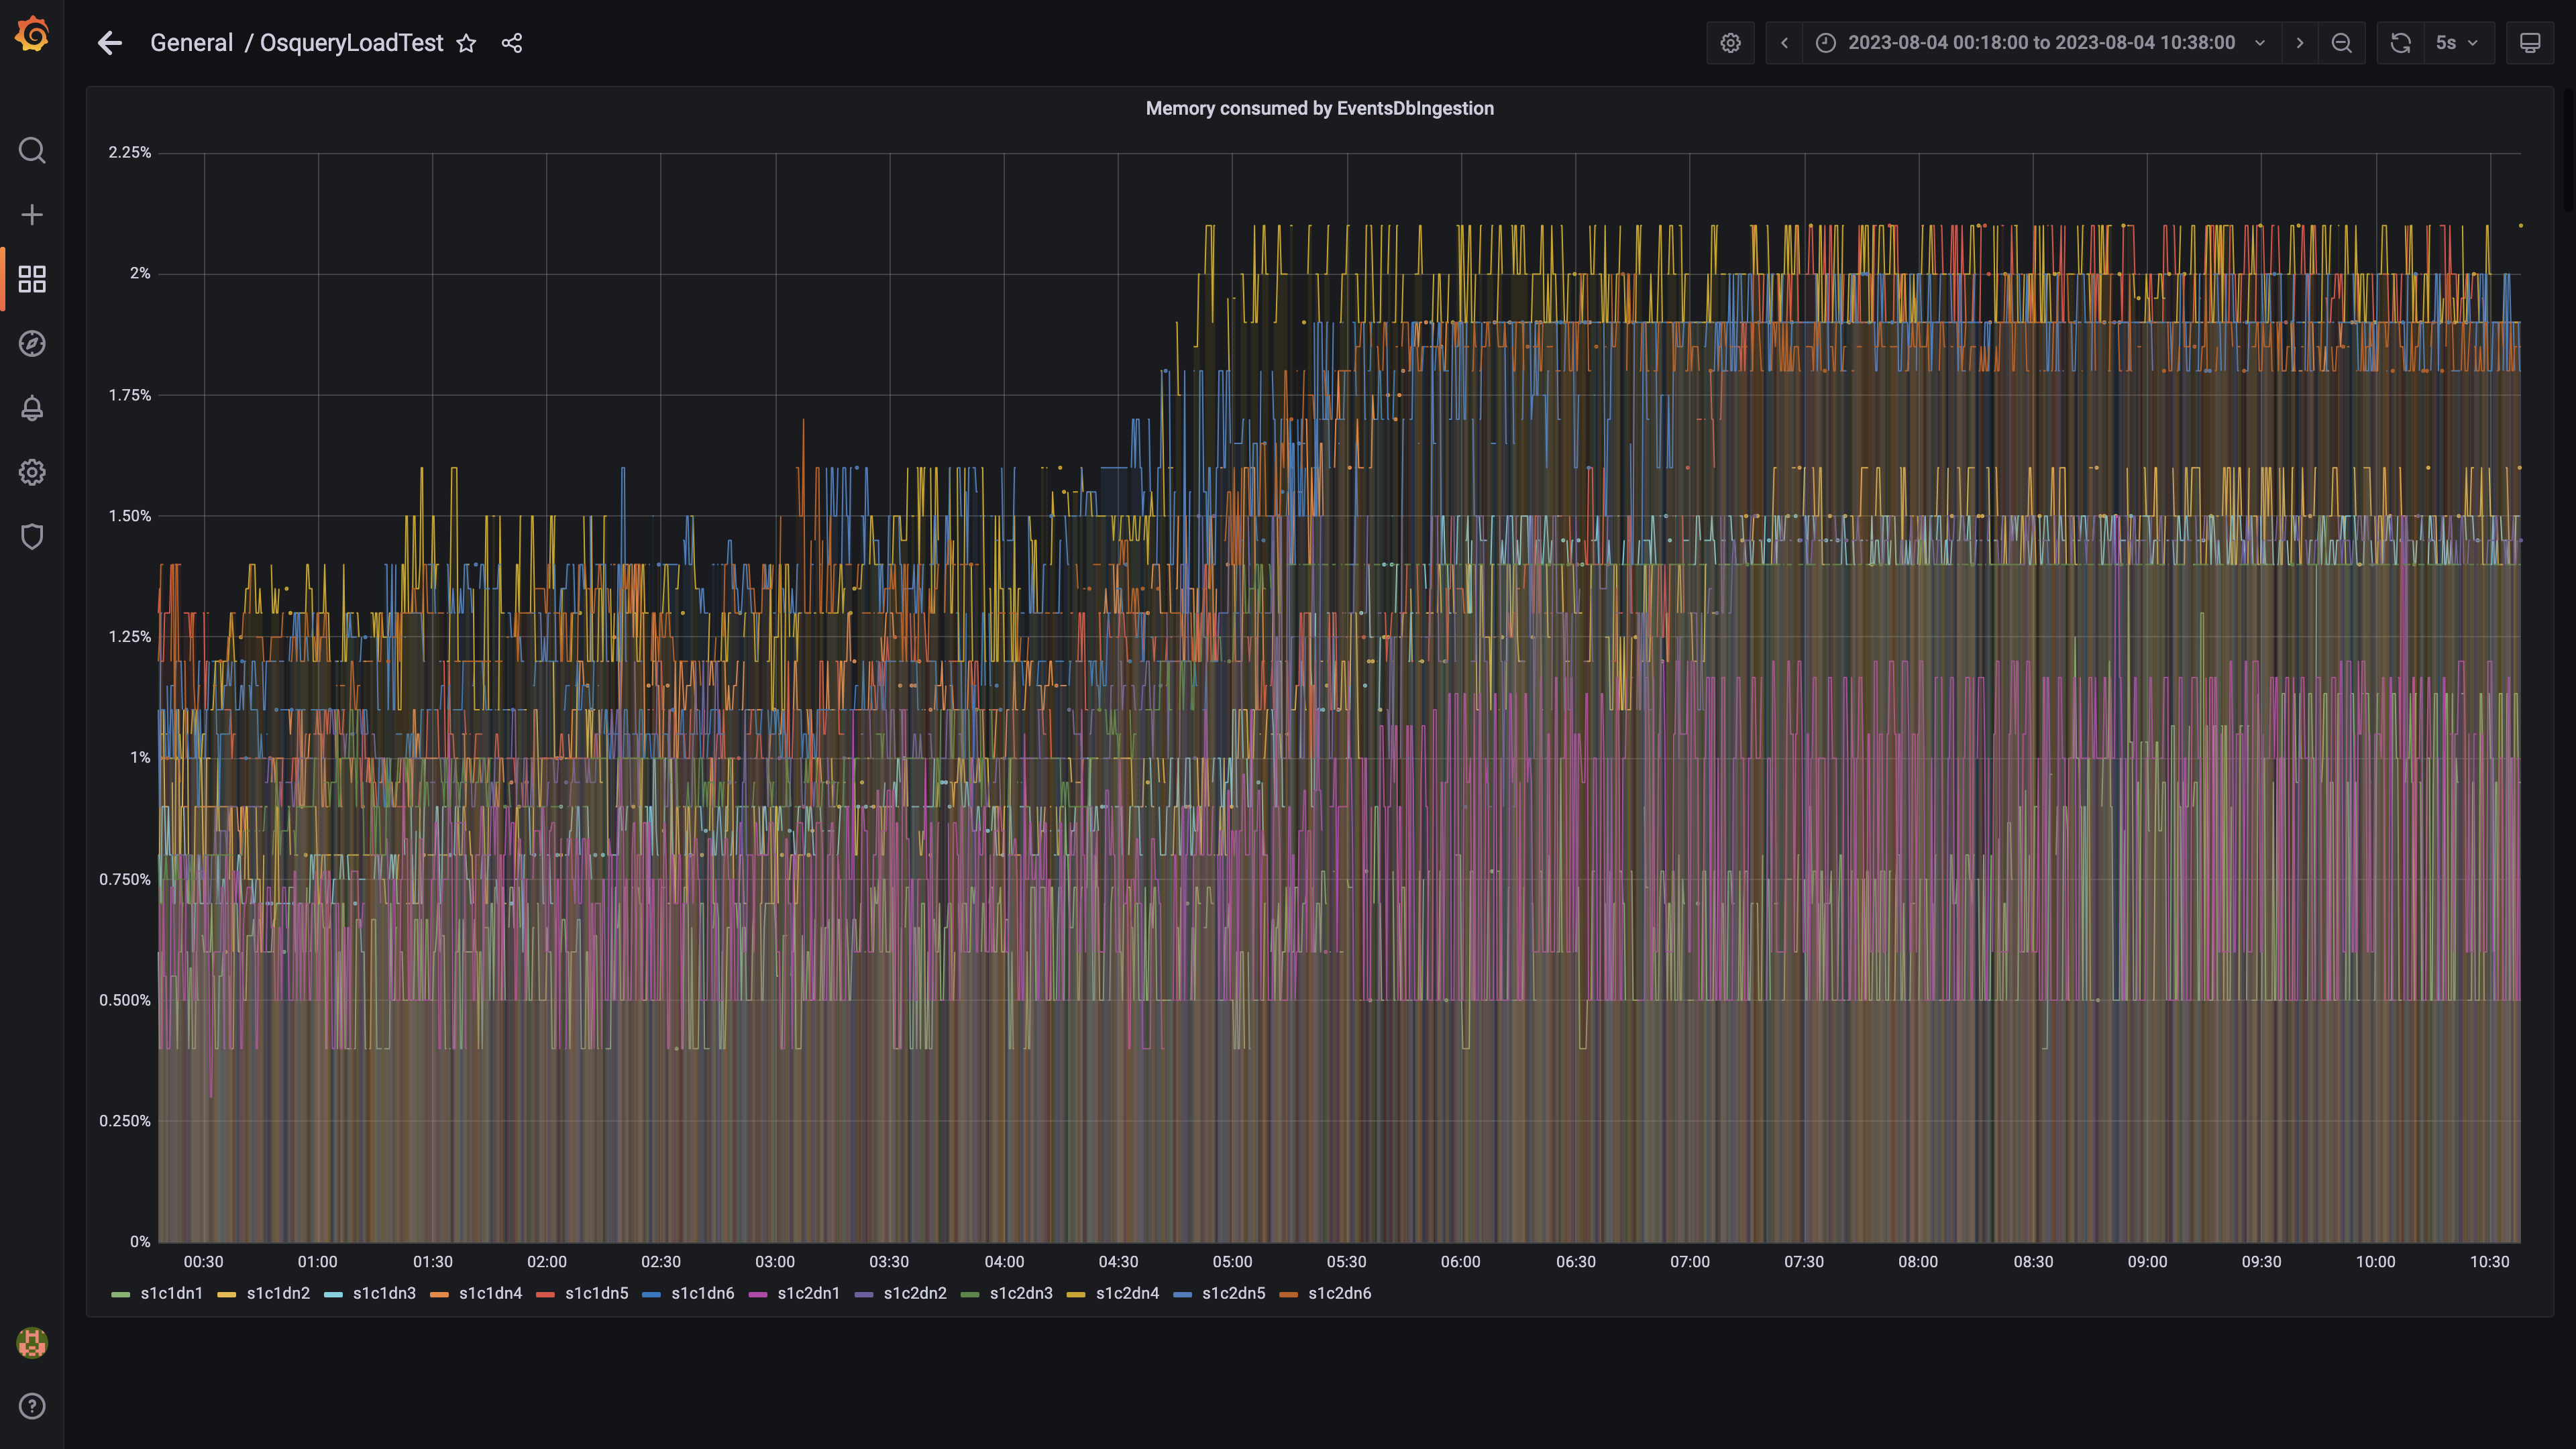 General / OsqueryLoadTest
2023-08-04 00:18:00 to 2023-08-04 10:38:00
5s
Memory consumed by EventsDbIngestion
2.25%
2%
1.75%
1.50%
1.25%
1%
0.750%
0.500%
0.250%
0%
00:30 01:00 01:30 02:00 02:30 03:00 03:30 04:00 04:30 05:00 05:30 06:00 06:30 07:00 07:30 08:00 08:30 09:00 09:30 10:00 10:30
s1c1dn1 s1c1dn2 s1c1dn3 s1c1dn4 s1c1dn5 s1c1dn6 s1c2dn1 s1c2dn2 s1c2dn3 s1c2dn4 s1c2dn5 s1c2dn6